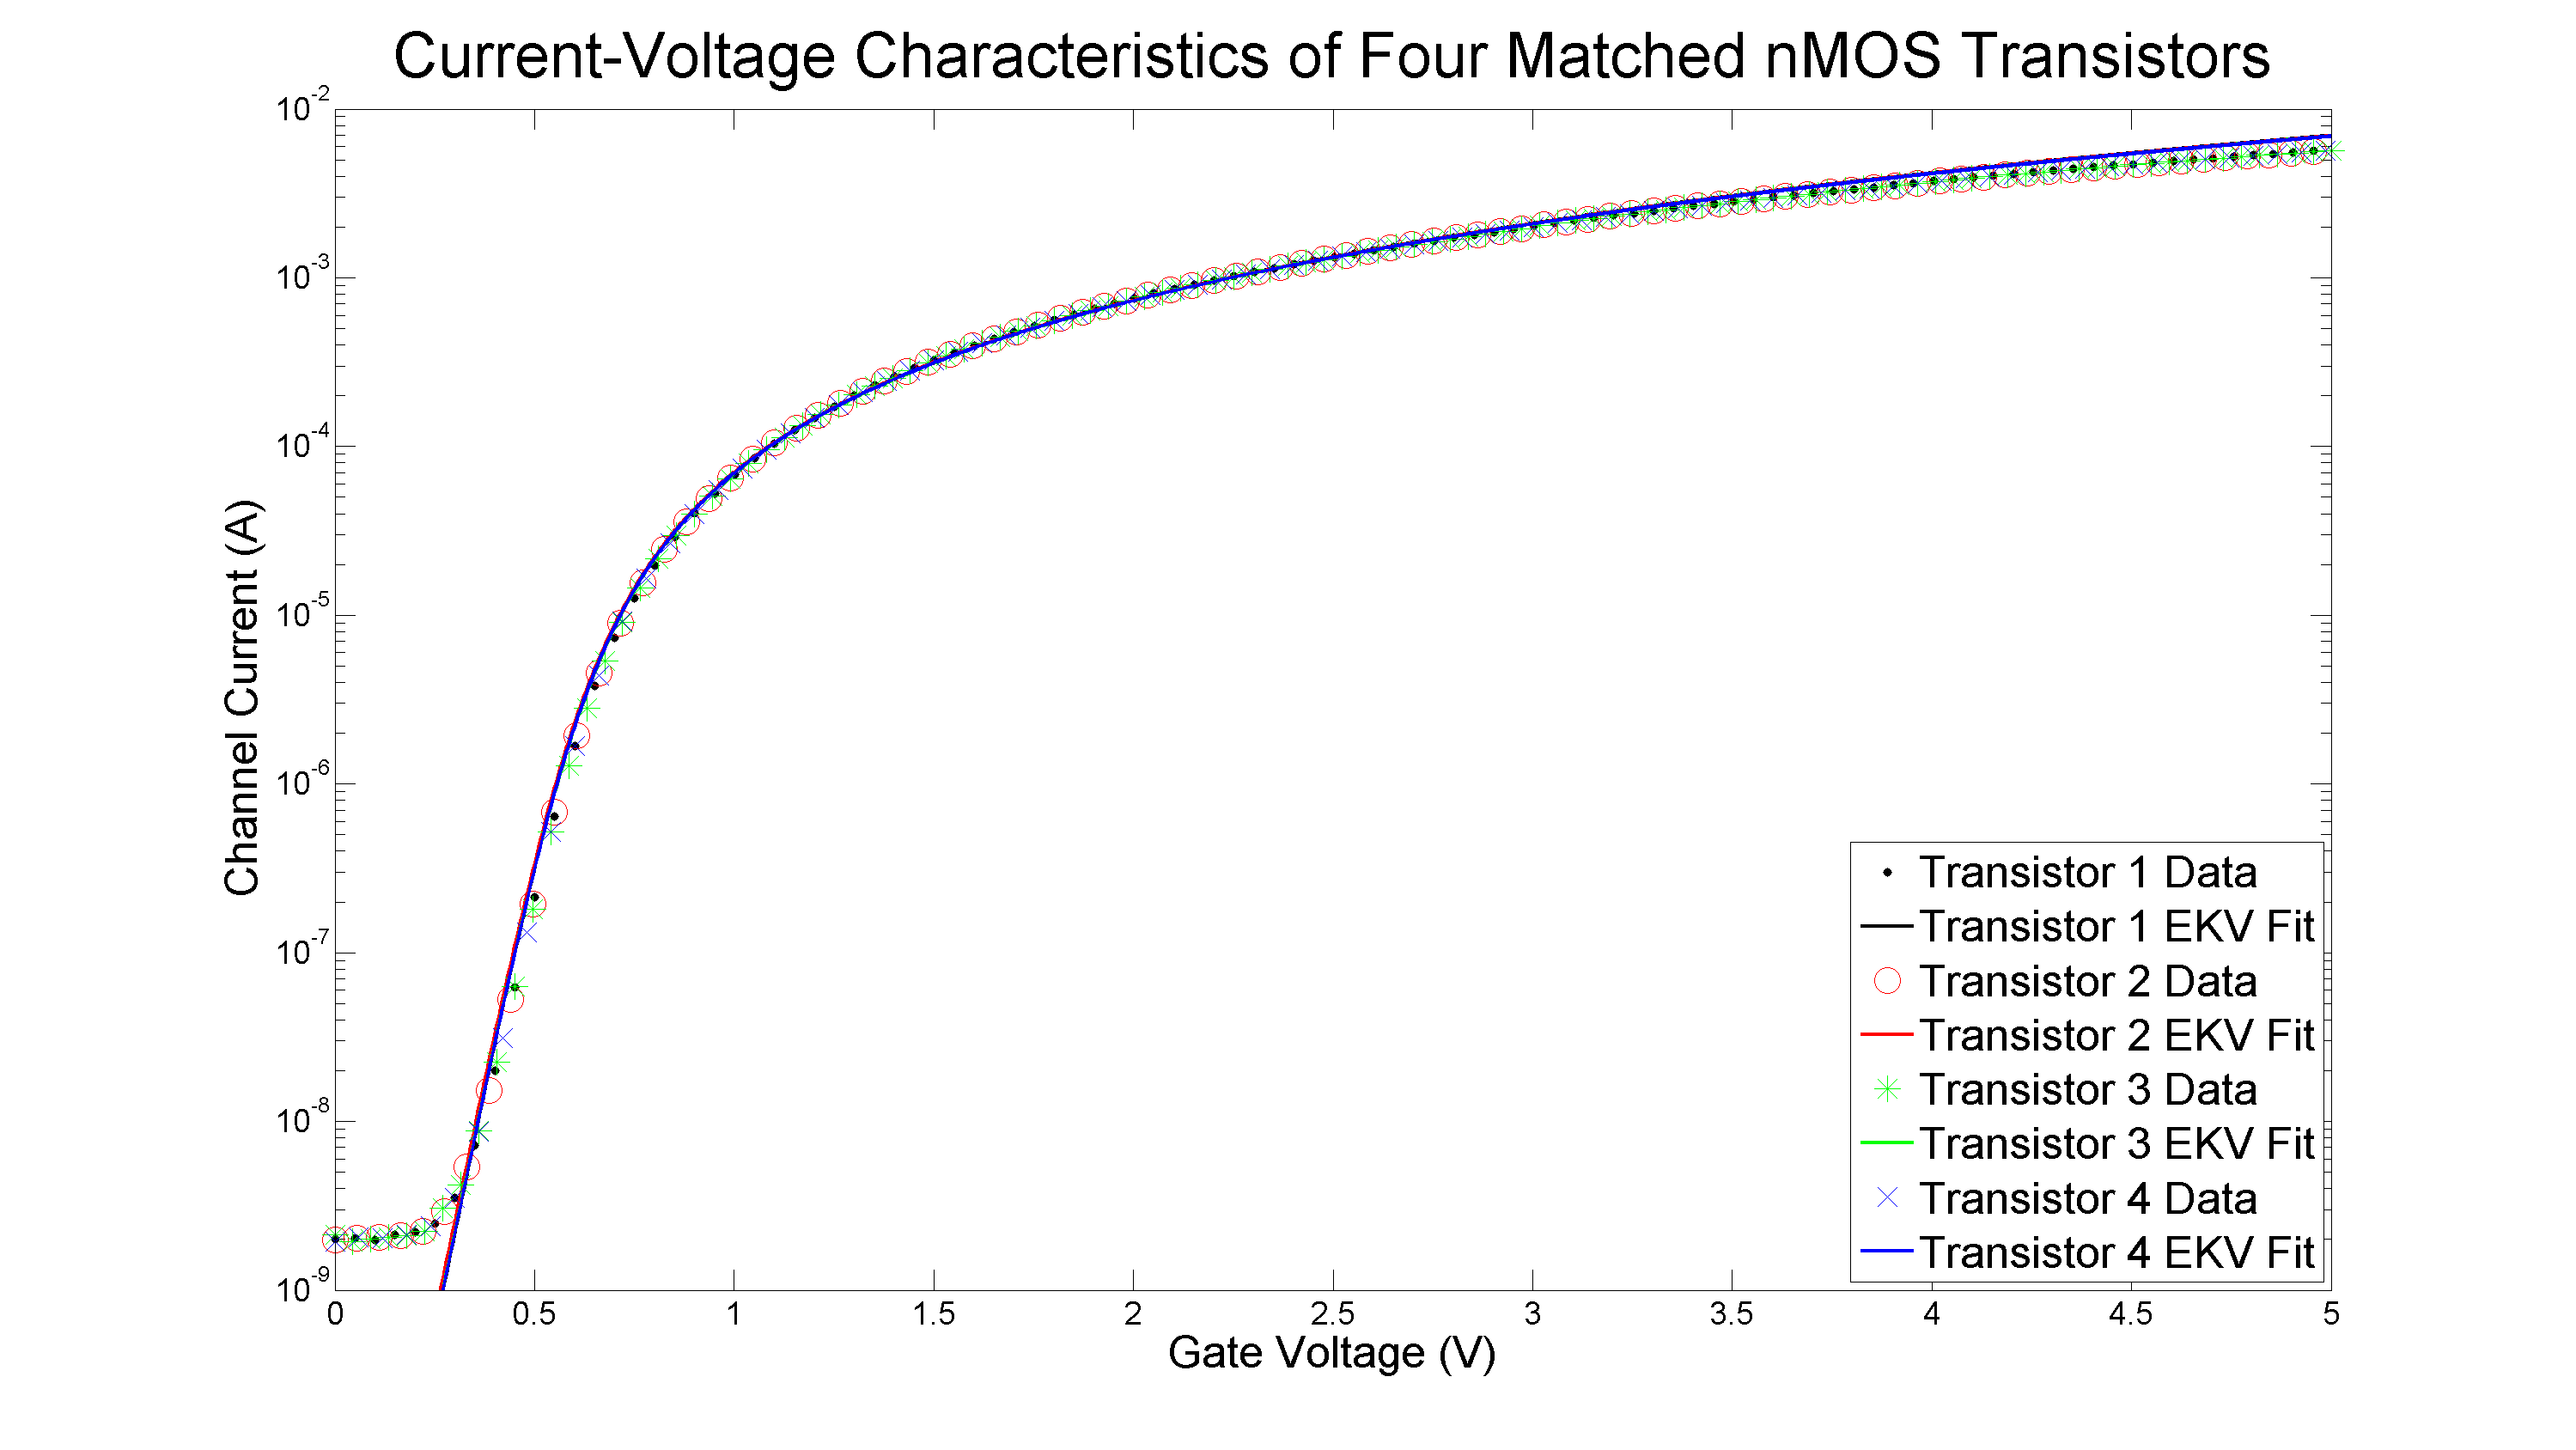 Current-Voltage Characteristics of Four Matched nMOS Transistors
10-2
10-3
10-4
10-5
10-6
10-7
10-8
10-9
Channel Current (A)
0 0.5 1 1.5 2 2.5 3 3.5 4 4.5 5
Gate Voltage (V)
Transistor 1 Data
Transistor 1 EKV Fit
Transistor 2 Data
Transistor 2 EKV Fit
Transistor 3 Data
Transistor 3 EKV Fit
Transistor 4 Data
Transistor 4 EKV Fit